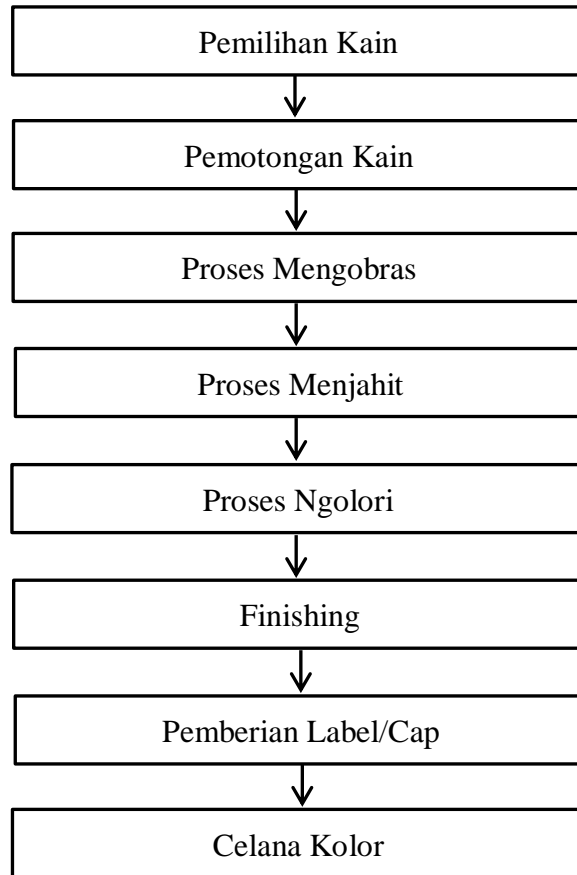 Pemilihan Kain
Pemotongan Kain
Proses Mengobras
Proses Menjahit
Proses Ngolori
Finishing
Pemberian Label/Cap
Celana Kolor